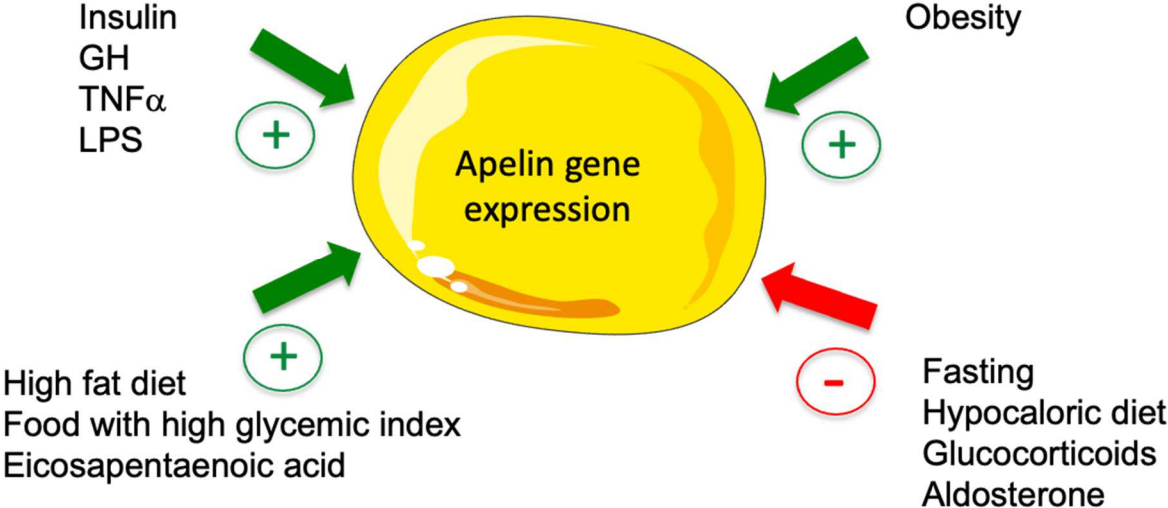 Insulin
GH
TNFα
LPS
+
Obesity
+
Apelin gene
expression
+
High fat diet
Food with high glycemic index
Eicosapentaenoic acid
-
Fasting
Hypocaloric diet
Glucocorticoids
Aldosterone